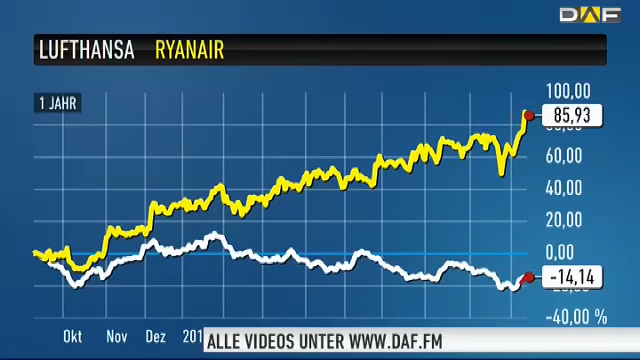 DAF
LUFTHANSA RYANAIR
1 JAHR
100,00
85,93
60,00
40,00
20,00
0,00
-14,14
-40,00 %
Okt Nov Dez 201
ALLE VIDEOS UNTER WWW.DAF.FM